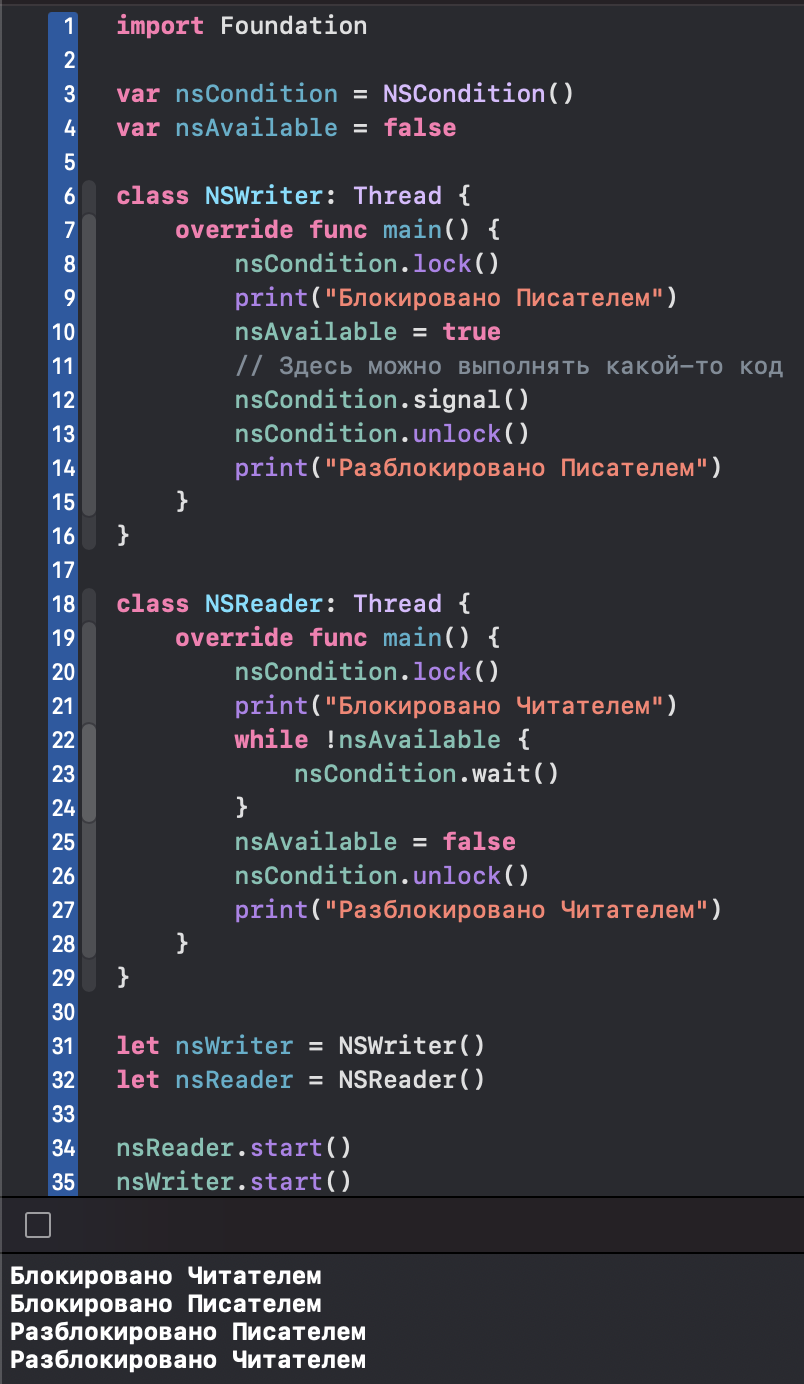 1 import Foundation
2
3 var nsCondition = NSCondition()
4 var nsAvailable = false
5
6 class NSWriter: Thread {
7     override func main() {
8         nsCondition.lock()
9         print("Блокировано Писателем")
10         nsAvailable = true
11         // Здесь можно выполнять какой-то код
12         nsCondition.signal()
13         nsCondition.unlock()
14         print("Разблокировано Писателем")
15     }
16 }
17
18 class NSReader: Thread {
19     override func main() {
20         nsCondition.lock()
21         print("Блокировано Читателем")
22         while !nsAvailable {
23             nsCondition.wait()
24         }
25         nsAvailable = false
26         nsCondition.unlock()
27         print("Разблокировано Читателем")
28     }
29 }
30
31 let nsWriter = NSWriter()
32 let nsReader = NSReader()
33
34 nsReader.start()
35 nsWriter.start()
Блокировано Читателем
Блокировано Писателем
Разблокировано Писателем
Разблокировано Читателем